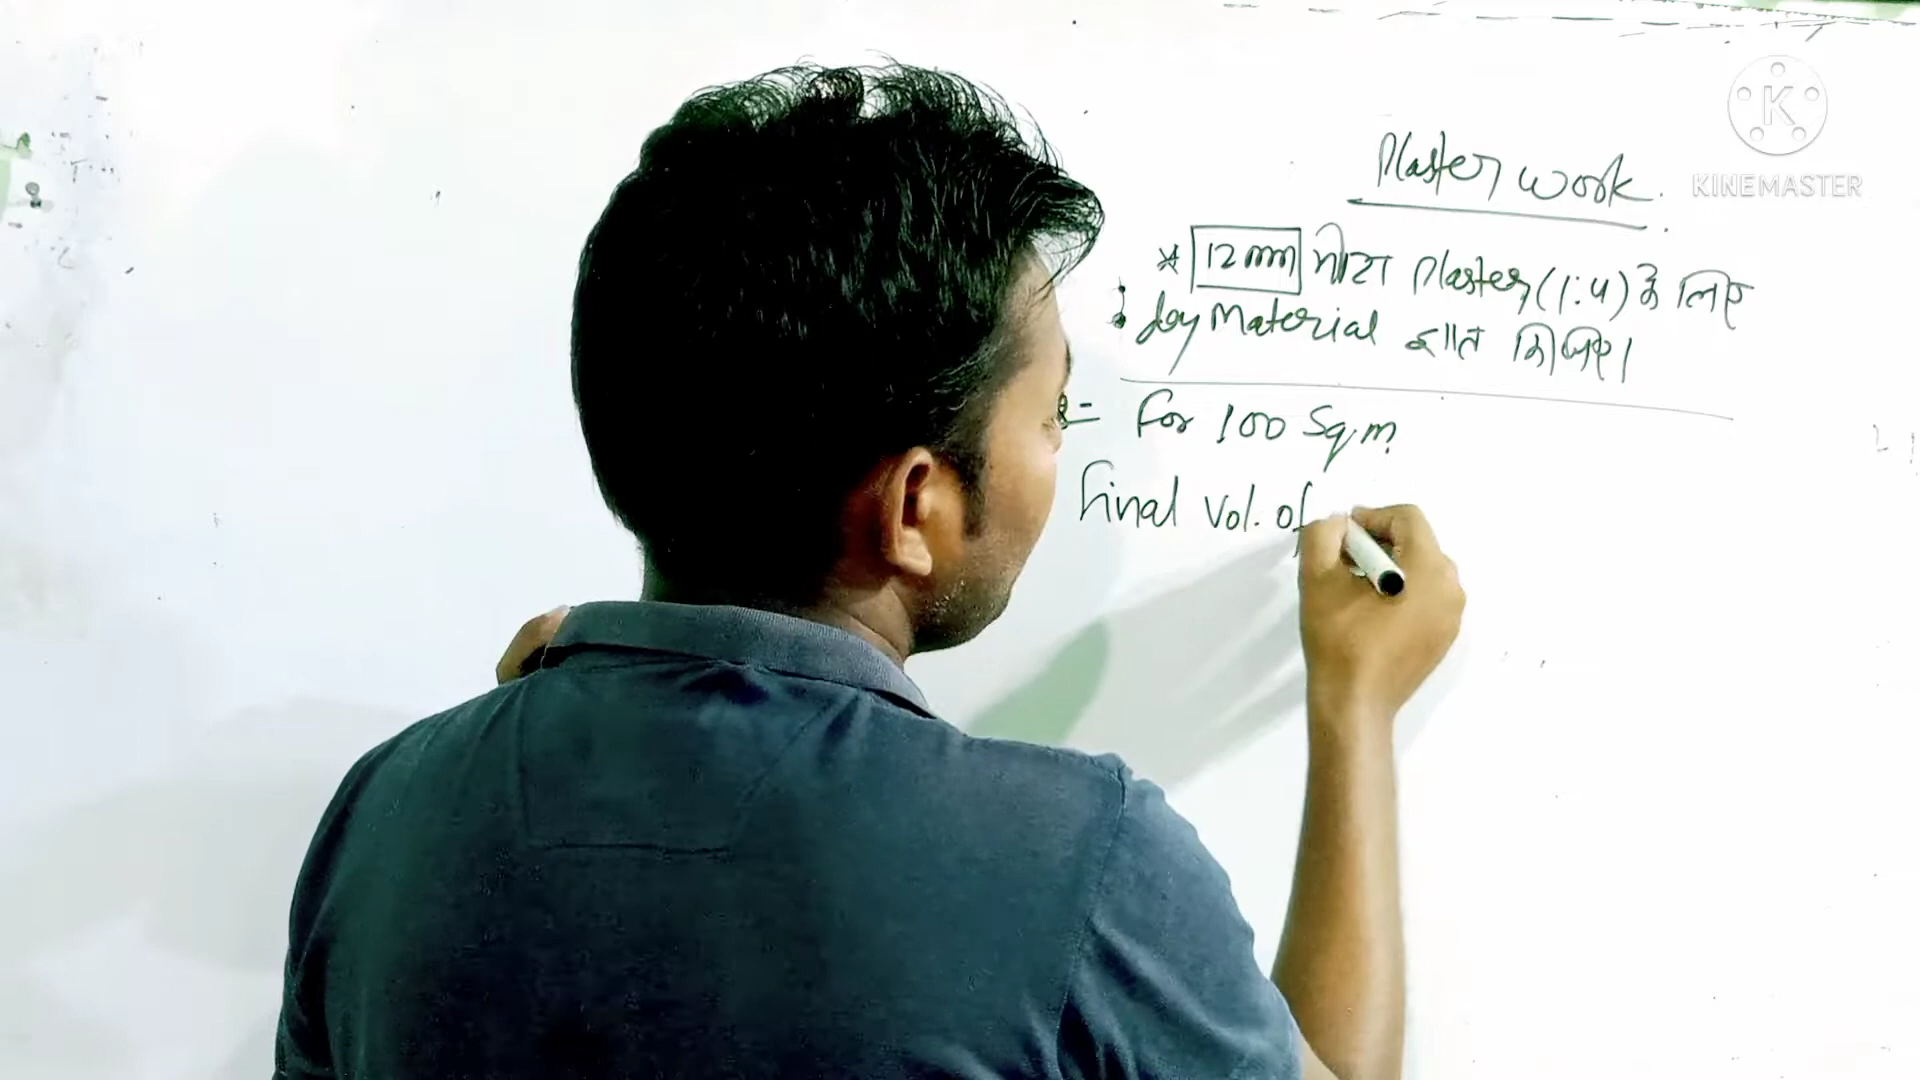 Plaster work.
* 12mm मोटा Plaster (1:4) के लिए
dry Material ज्ञात किजिए।
- for 100 Sqm
Final Vol. of
K
KINEMASTER